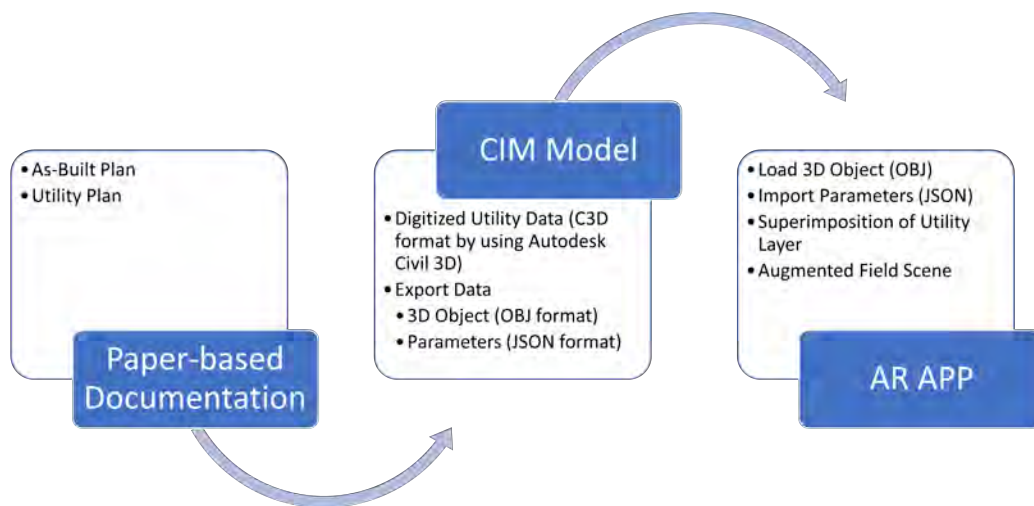 • As-Built Plan
• Utility Plan
Paper-based
Documentation
CIM Model
• Digitized Utility Data (C3D
format by using Autodesk
Civil 3D)
• Export Data
• 3D Object (OBJ format)
• Parameters (JSON format)
• Load 3D Object (OBJ)
• Import Parameters (JSON)
• Superimposition of Utility
Layer
• Augmented Field Scene
AR APP